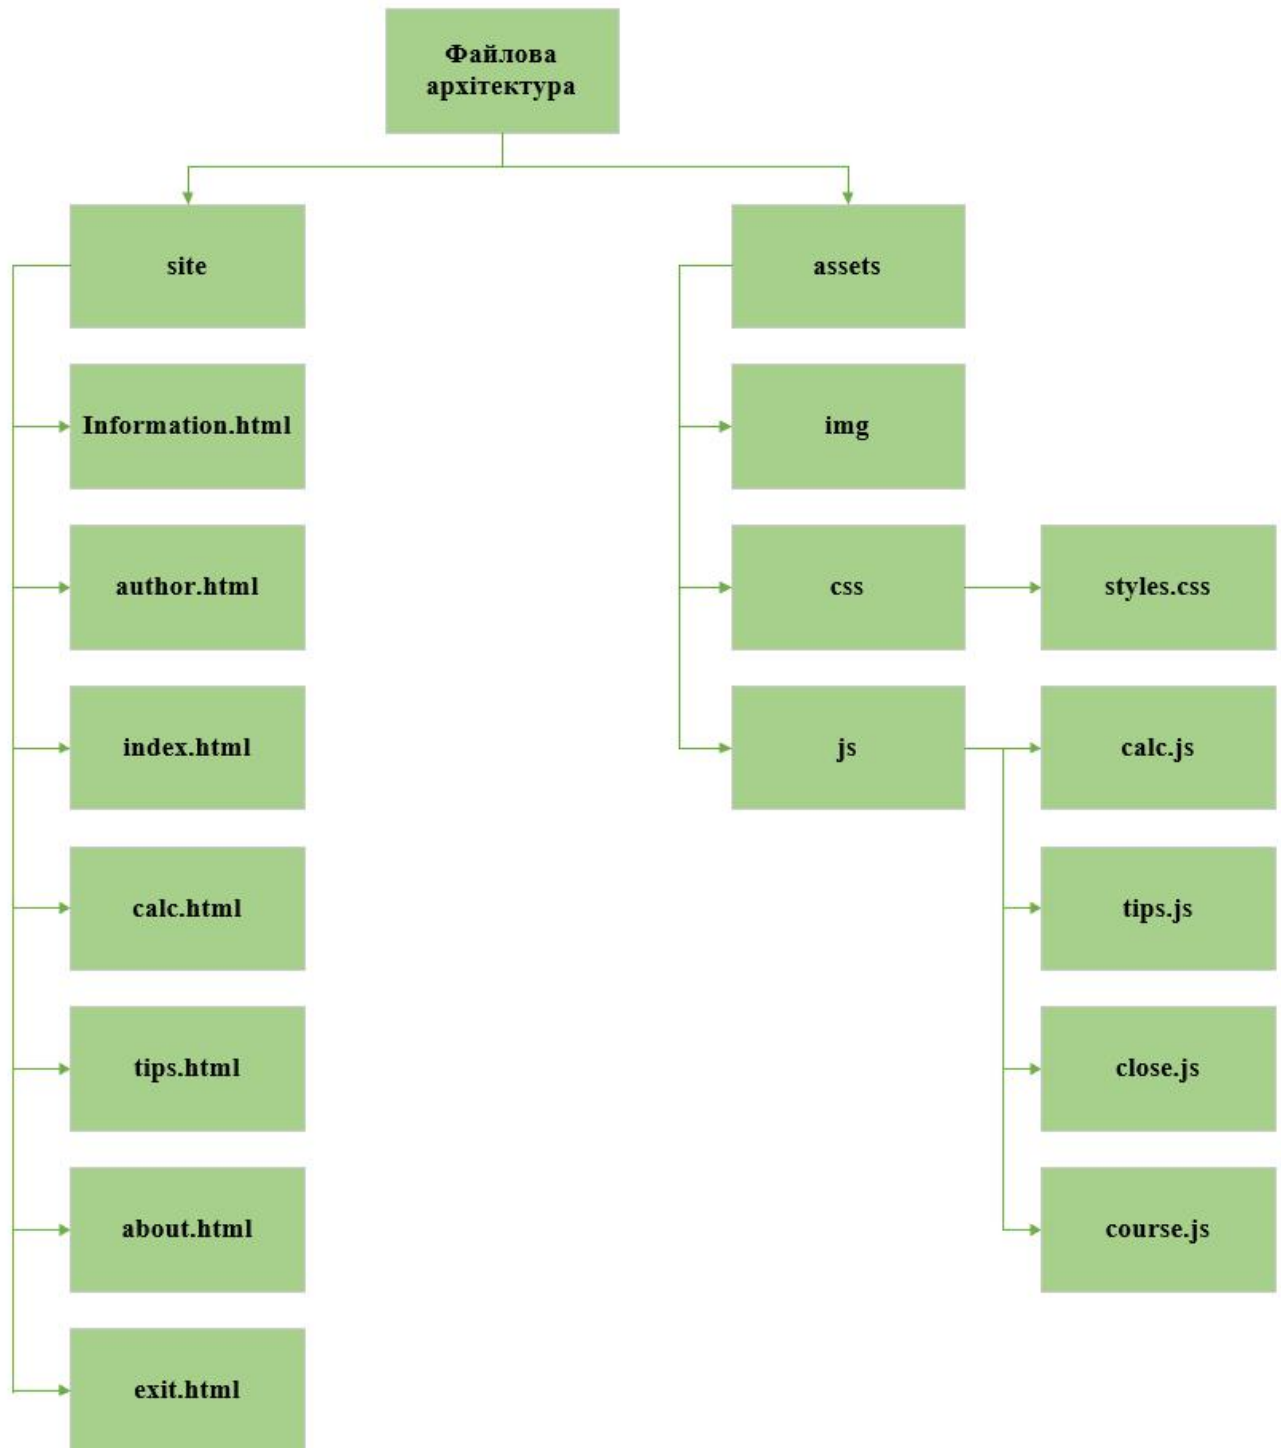 Файлова
архітектура
site
assets
Information.html
img
author.html
css
styles.css
index.html
js
calc.js
calc.html
tips.js
tips.html
close.js
about.html
course.js
exit.html